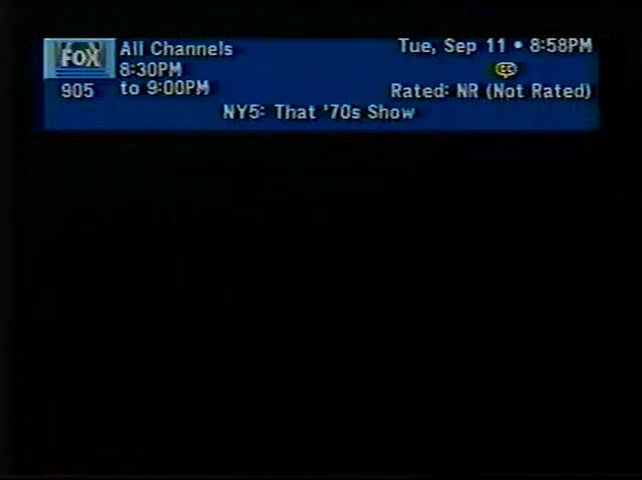 FOX
All Channels
Tue, Sep 11 • 8:58PM
8:30PM
CC
905
to 9:00PM
Rated: NR (Not Rated)
NY5: That '70s Show